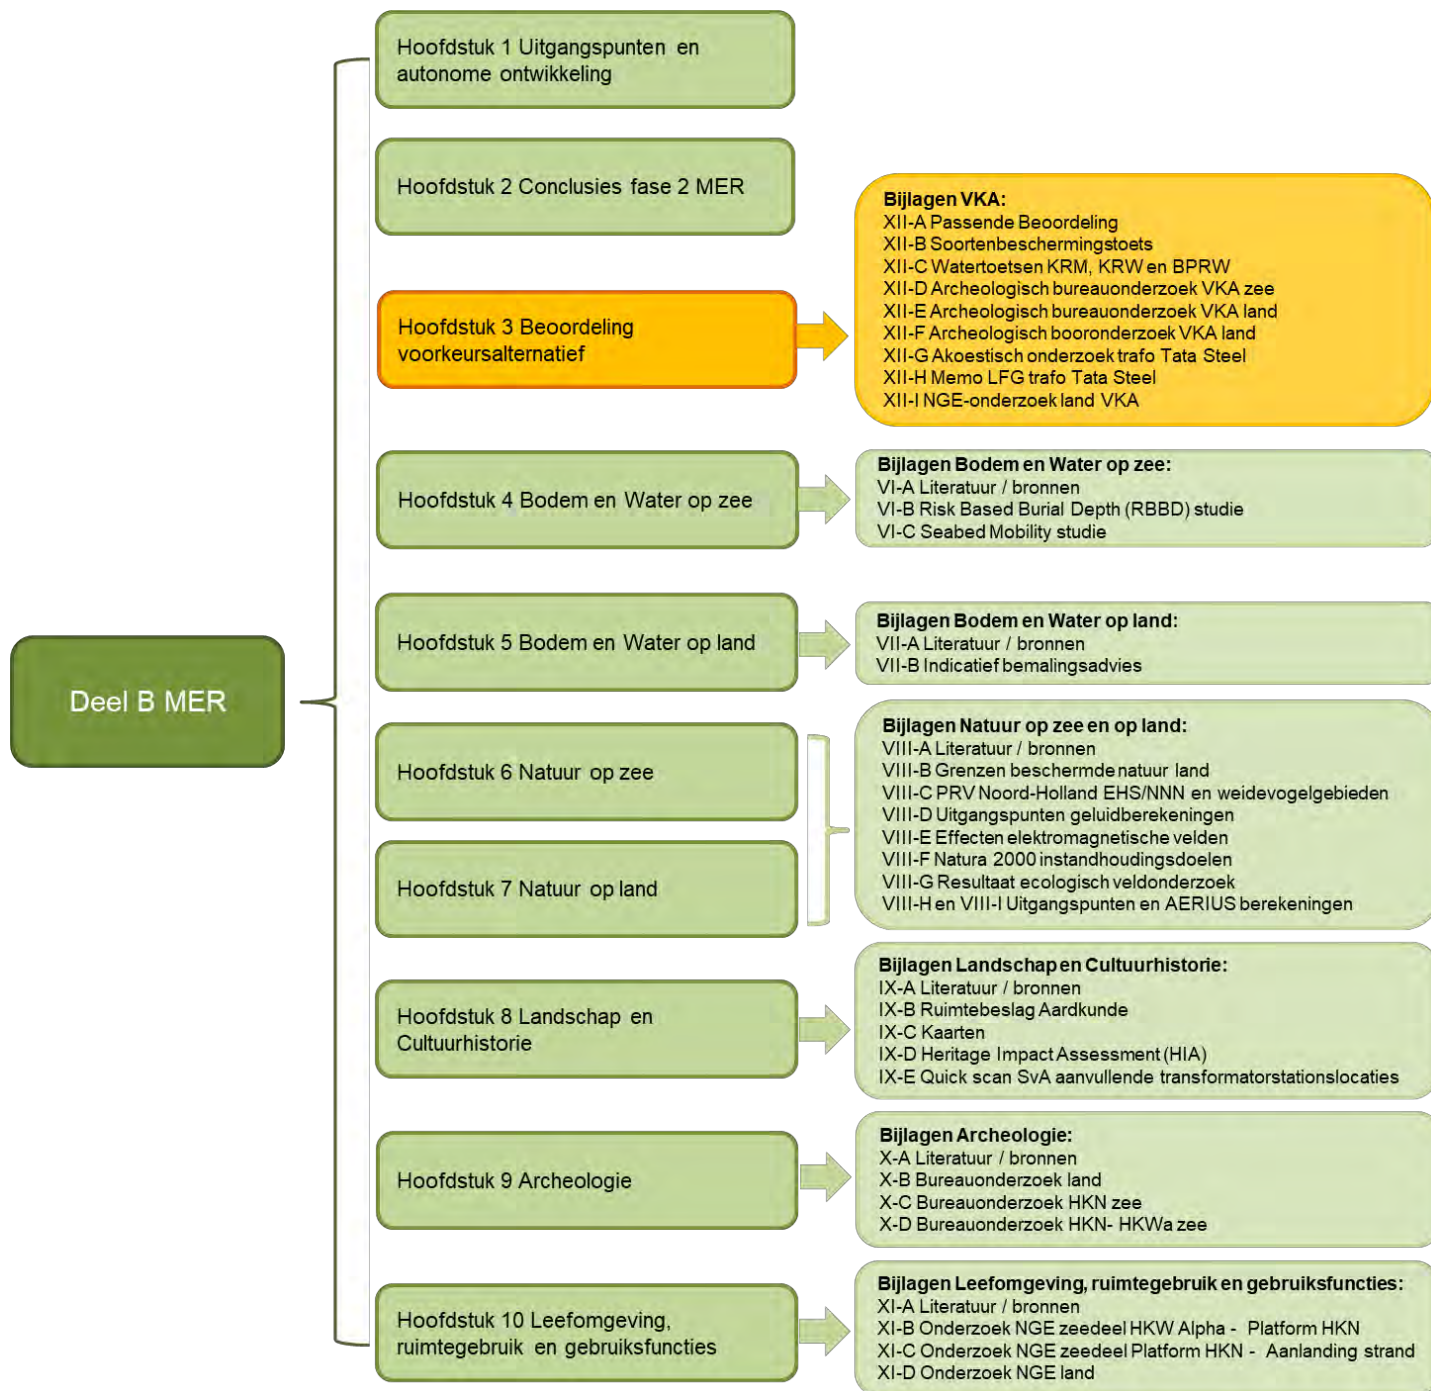 Deel B MER
Hoofdstuk 1 Uitgangspunten en
autonome ontwikkeling
Hoofdstuk 2 Conclusies fase 2 MER
Hoofdstuk 3 Beoordeling
voorkeursalternatief
Bijlagen VKA:
XII-A Passende Beoordeling
XII-B Soortenbeschermingstoets
XII-C Watertoetsen KRM, KRW en BPRW
XII-D Archeologisch bureauonderzoek VKA zee
XII-E Archeologisch bureauonderzoek VKA land
XII-F Archeologisch booronderzoek VKA land
XII-G Akoestisch onderzoek trafo Tata Steel
XII-H Memo LFG trafo Tata Steel
XII-I NGE-onderzoek land VKA
Hoofdstuk 4 Bodem en Water op zee
Bijlagen Bodem en Water op zee:
VI-A Literatuur / bronnen
VI-B Risk Based Burial Depth (RBBD) studie
VI-C Seabed Mobility studie
Hoofdstuk 5 Bodem en Water op land
Bijlagen Bodem en Water op land:
VII-A Literatuur / bronnen
VII-B Indicatief bemalingsadvies
Hoofdstuk 6 Natuur op zee
Hoofdstuk 7 Natuur op land
Bijlagen Natuur op zee en op land:
VIII-A Literatuur / bronnen
VIII-B Grenzen beschermde natuur land
VIII-C PRV Noord-Holland EHS/NNN en weidevogelgebieden
VIII-D Uitgangspunten geluidberekeningen
VIII-E Effecten elektromagnetische velden
VIII-F Natura 2000 instandhoudingsdoelen
VIII-G Resultaat ecologisch veldonderzoek
VIII-H en VIII-I Uitgangspunten en AERIUS berekeningen
Hoofdstuk 8 Landschap en
Cultuurhistorie
Bijlagen Landschap en Cultuurhistorie:
IX-A Literatuur / bronnen
IX-B Ruimtebeslag Aardkunde
IX-C Kaarten
IX-D Heritage Impact Assessment (HIA)
IX-E Quick scan SvA aanvullende transformatorstationslocaties
Hoofdstuk 9 Archeologie
Bijlagen Archeologie:
X-A Literatuur / bronnen
X-B Bureauonderzoek land
X-C Bureauonderzoek HKN zee
X-D Bureauonderzoek HKN- HKWa zee
Hoofdstuk 10 Leefomgeving,
ruimtegebruik en gebruiksfuncties
Bijlagen Leefomgeving, ruimtegebruik en gebruiksfuncties:
XI-A Literatuur / bronnen
XI-B Onderzoek NGE zeedeel HKW Alpha - Platform HKN
XI-C Onderzoek NGE zeedeel Platform HKN - Aanlanding strand
XI-D Onderzoek NGE land